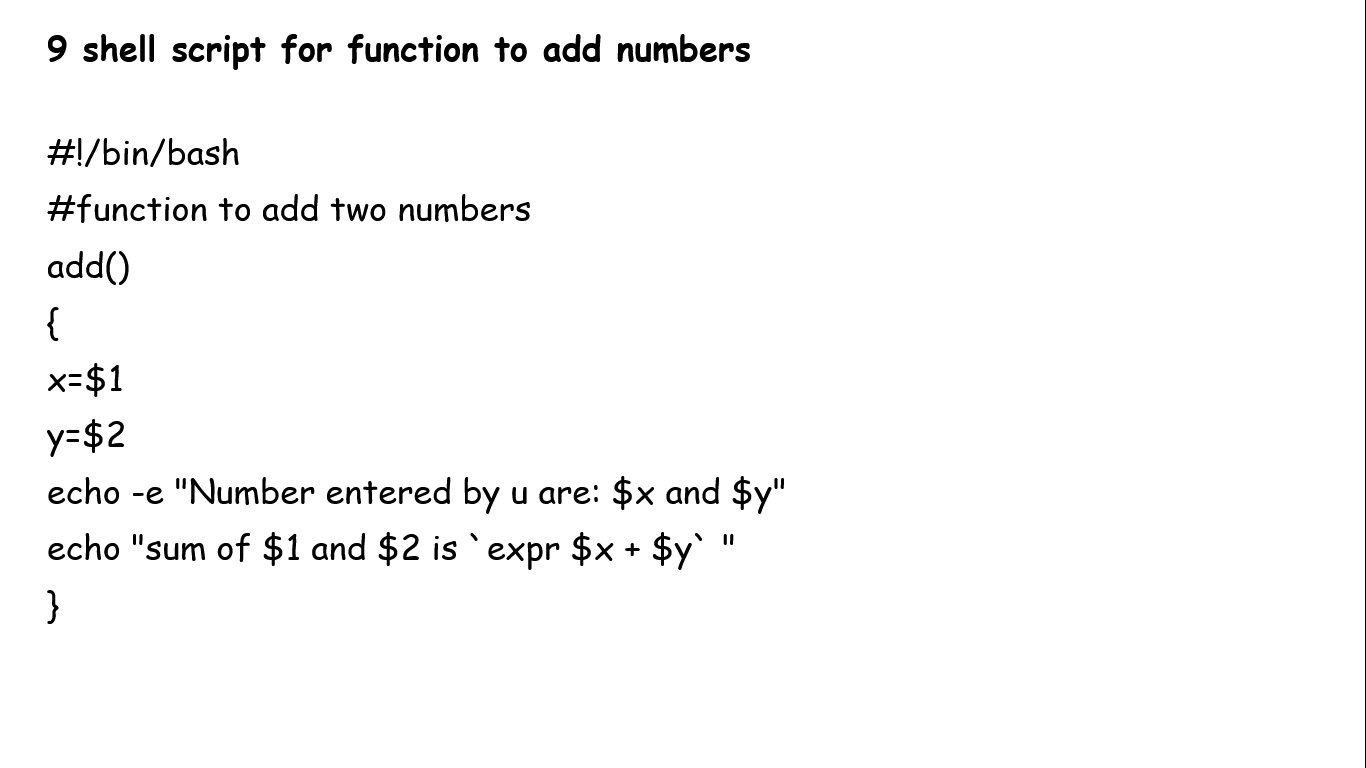 9 shell script for function to add numbers
#!/bin/bash
#function to add two numbers
add()
{
x=$1
y=$2
echo -e "Number entered by u are: $x and $y"
echo "sum of $1 and $2 is `expr $x + $y` "
}